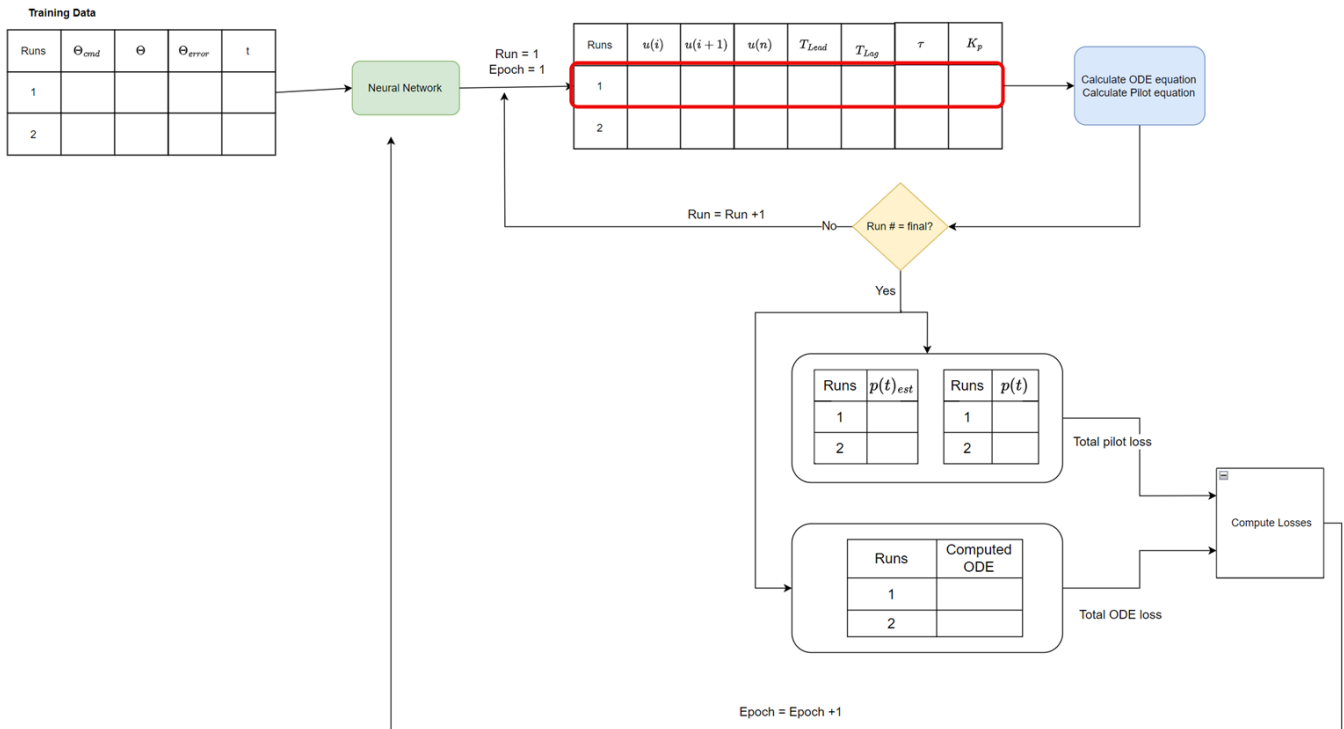 Training Data
Runs Θcmd Θ Θerror t
1
2
Neural Network
Run = 1
Epoch = 1
Runs u(i) u(i + 1) u(n) TLead TLag τ Kp
1
2
Calculate ODE equation
Calculate Pilot equation
Run = Run +1
No
Run # = final?
Yes
Runs p(t)est
1
2
Runs p(t)
1
2
Total pilot loss
Compute Losses
Runs Computed
ODE
1
2
Total ODE loss
Epoch = Epoch +1